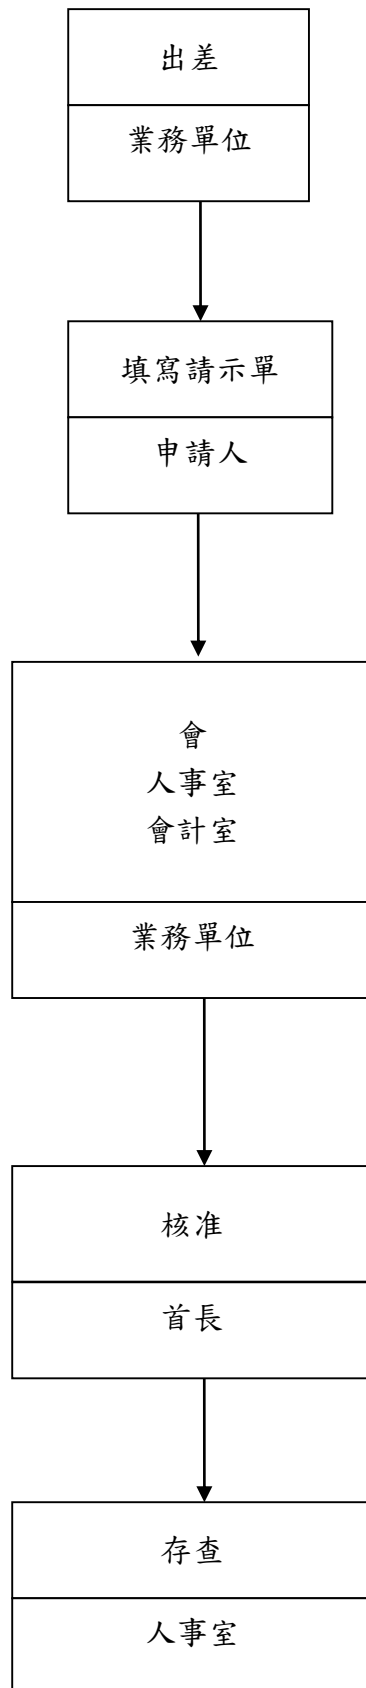 出差
業務單位
填寫請示單
申請人
會
人事室
會計室
業務單位
核准
首長
存查
人事室